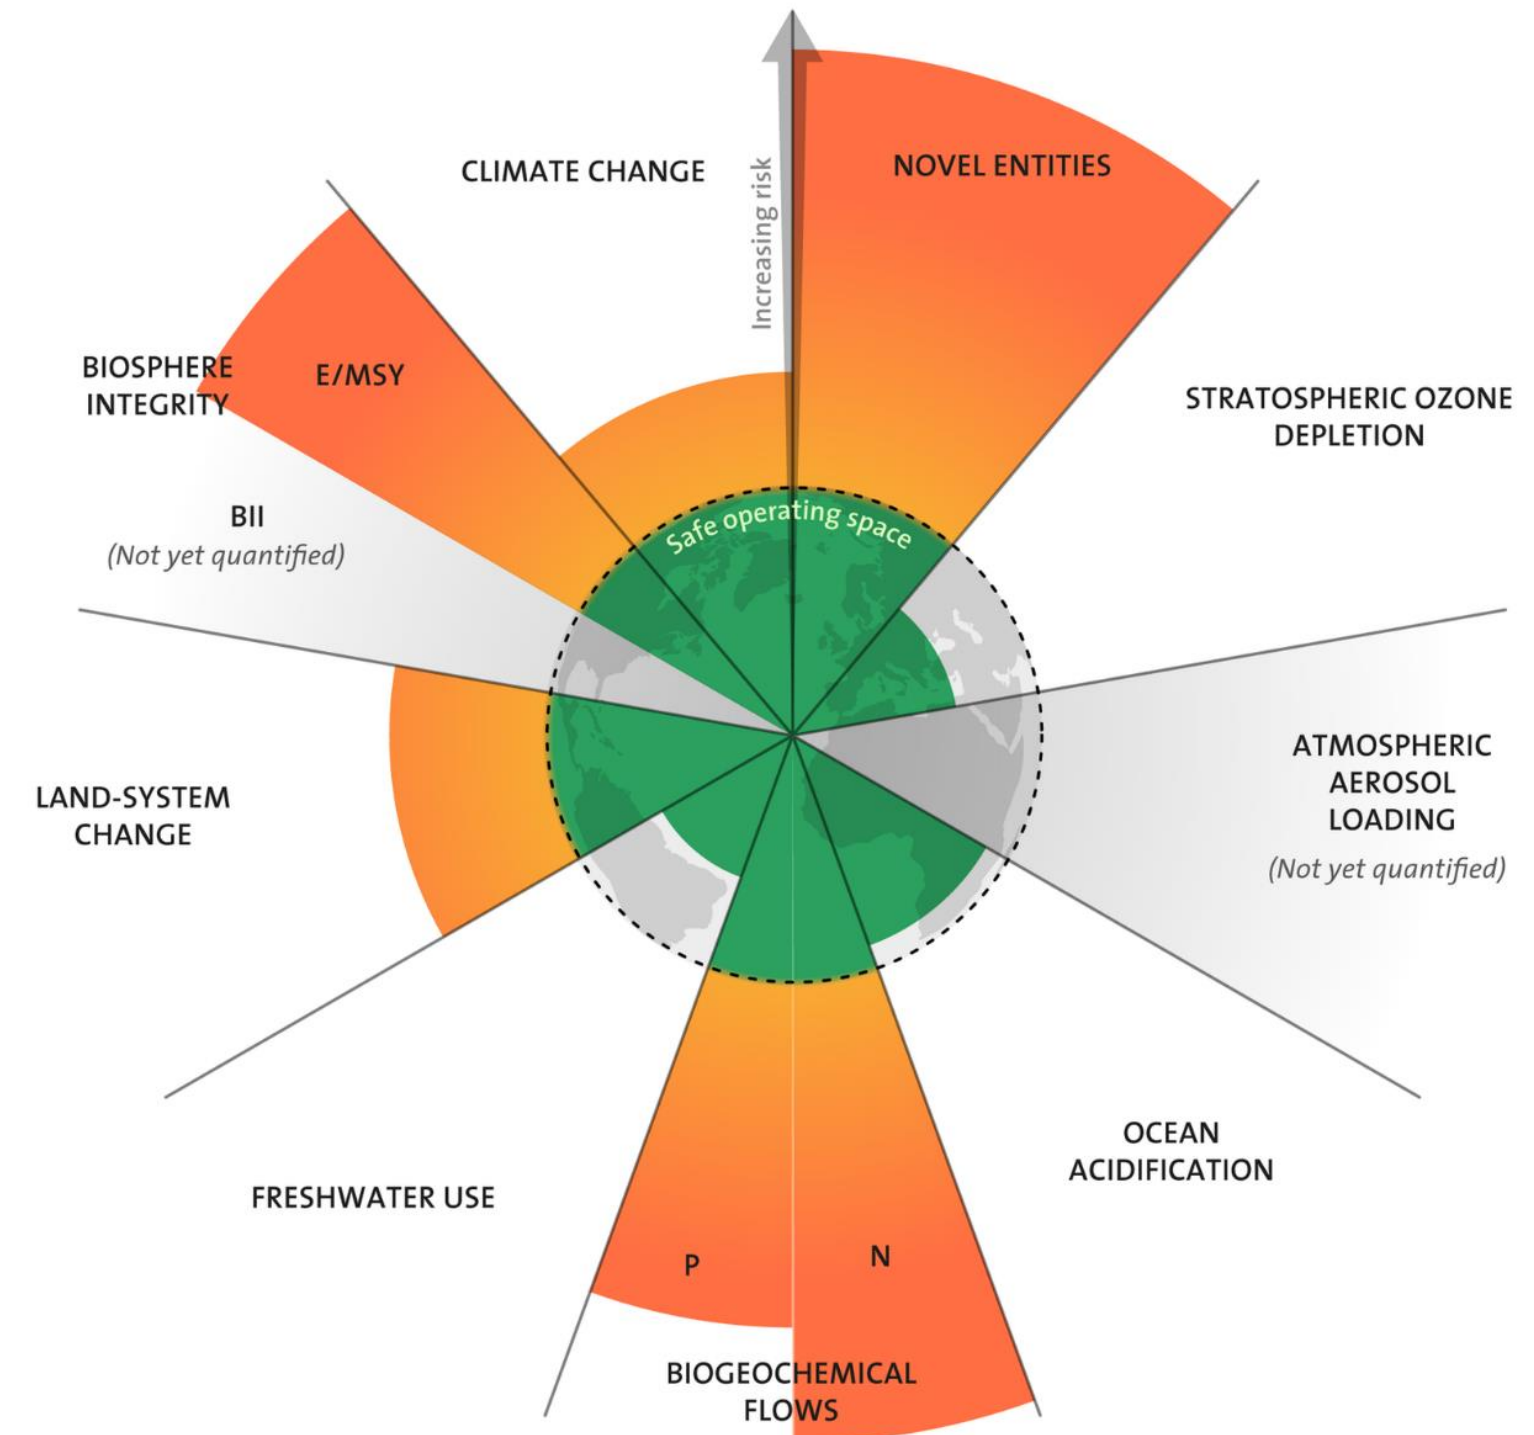 CLIMATE CHANGE
Increasing risk
NOVEL ENTITIES
BIOSPHERE
INTEGRITY
E/MSY
STRATOSPHERIC OZONE
DEPLETION
BII
(Not yet quantified)
Safe operating space
LAND-SYSTEM
CHANGE
ATMOSPHERIC
AEROSOL
LOADING
(Not yet quantified)
OCEAN
ACIDIFICATION
FRESHWATER USE
P
N
BIOGEOCHEMICAL
FLOWS